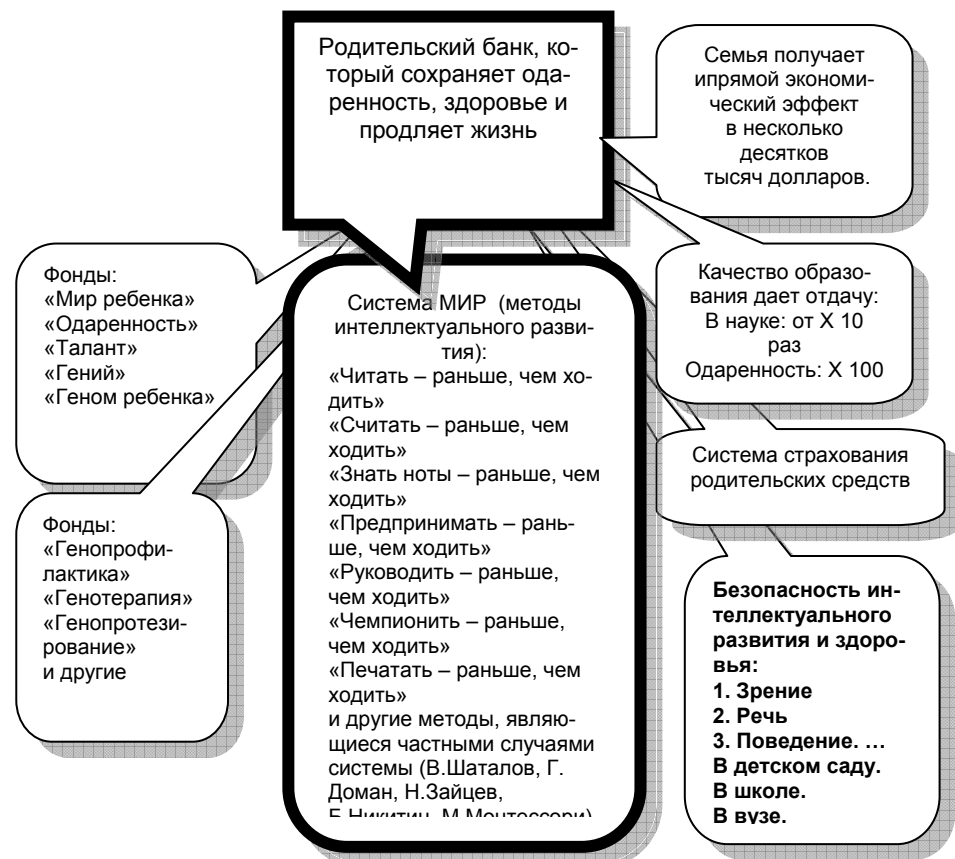 Родительский банк, ко-
торый сохраняет ода-
ренность, здоровье и
продляет жизнь
Семья получает
ипрямой экономи-
ческий эффект
в несколько
десятков
тысяч долларов.
Фонды:
«Мир ребенка»
«Одаренность»
«Талант»
«Гений»
«Геном ребенка»
Система МИР (методы
интеллектуального разви-
тия):
«Читать – раньше, чем хо-
дить»
«Считать – раньше, чем
ходить»
«Знать ноты – раньше, чем
ходить»
«Предпринимать – рань-
ше, чем ходить»
«Руководить – раньше,
чем ходить»
«Чемпионить – раньше,
чем ходить»
«Печатать – раньше, чем
ходить»
и другие методы, являю-
щиеся частными случаями
системы (В.Шаталов, Г.
Доман, Н.Зайцев,
Б.Никитин, М.Монтессори)
Качество образо-
вания дает отдачу:
В науке: от Х 10
раз
Одаренность: Х 100
Система страхования
родительских средств
Фонды:
«Генопрофи-
лактика»
«Генотерапия»
«Генопротези-
рование»
и другие
Безопасность ин-
теллектуального
развития и здоро-
вья:
1. Зрение
2. Речь
3. Поведение. …
В детском саду.
В школе.
В вузе.